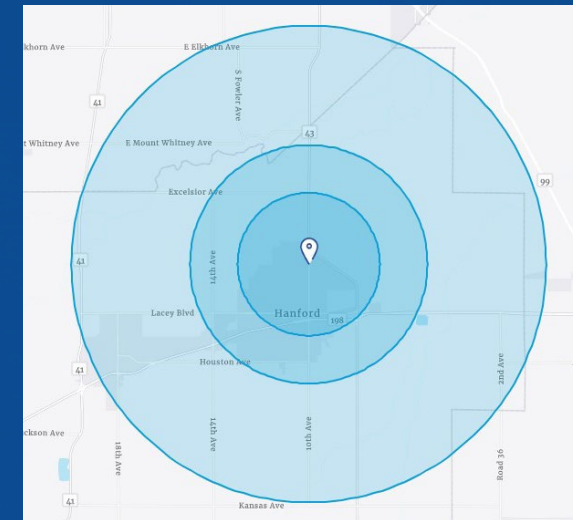 khorn Ave
E Elkhorn Ave
S Fowler Ave
41
43
t Whitney Ave
E Mount Whitney Ave
99
Excelsior Ave
14th Ave
41
Lacey Blvd
Hanford
198
Houston Ave
41
2nd Ave
ckson Ave
18th Ave
14th Ave
10th Ave
Road 36
41
Kansas Ave